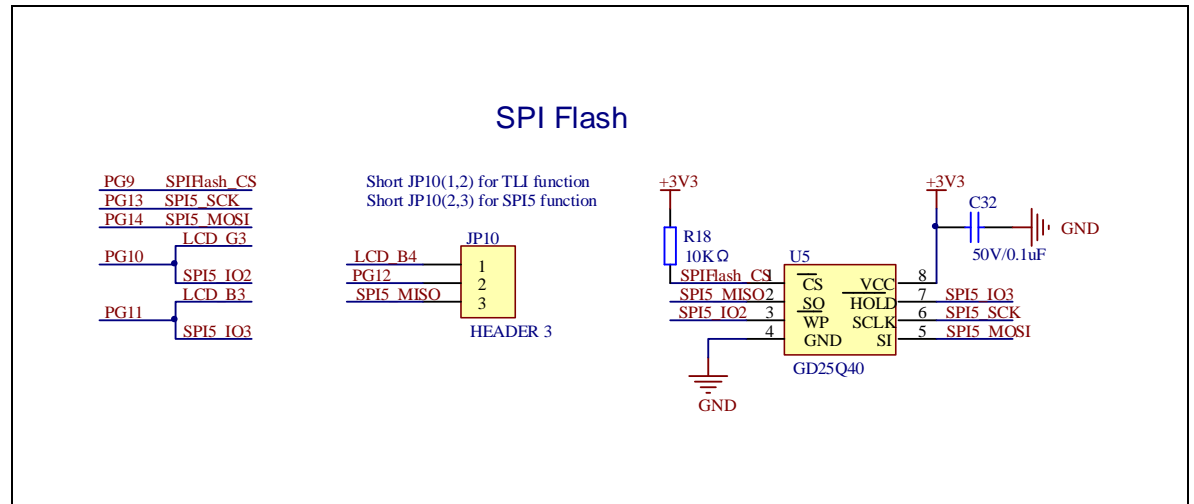 SPI Flash
PG9 SPIFlash_CS
PG13 SPI5_SCK
PG14 SPI5_MOSI
LCD_G3
PG10
SPI5_IO2
LCD_B3
PG11
SPI5_IO3
Short JP10(1,2) for TLI function
Short JP10(2,3) for SPI5 function
JP10
LCD_B4 1
PG12 2
SPI5_MISO 3
HEADER 3
+3V3
R18
10KΩ
+3V3
C32
GND
50V/0.1uF
U5
SPIFlash_CS 1 CS VCC 8
SPI5_MISO 2 SO HOLD 7 SPI5_IO3
SPI5_IO2 3 WP SCLK 6 SPI5_SCK
4 GND SI 5 SPI5_MOSI
GD25Q40
GND